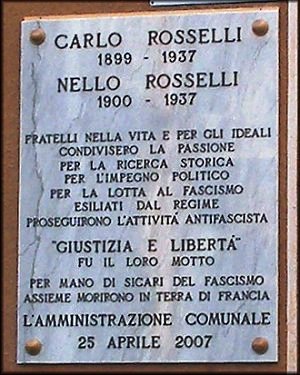 CARLO ROSSELLI
1899 - 1937
NELLO ROSSELLI
1900 - 1937
FRATELLI NELLA VITA E PER GLI IDEALI
CONDIVISERO LA PASSIONE
PER LA RICERCA STORICA
PER L'IMPEGNO POLITICO
PER LA LOTTA AL FASCISMO
ESILIATI DAL REGIME
PROSEGUIRONO L'ATTIVITÁ ANTIFASCISTA
"GIUSTIZIA E LIBERTÁ"
FU IL LORO MOTTO
PER MANO DI SICARI DEL FASCISMO
ASSIEME MORIRONO IN TERRA DI FRANCIA
L'AMMINISTRAZIONE COMUNALE
25 APRILE 2007